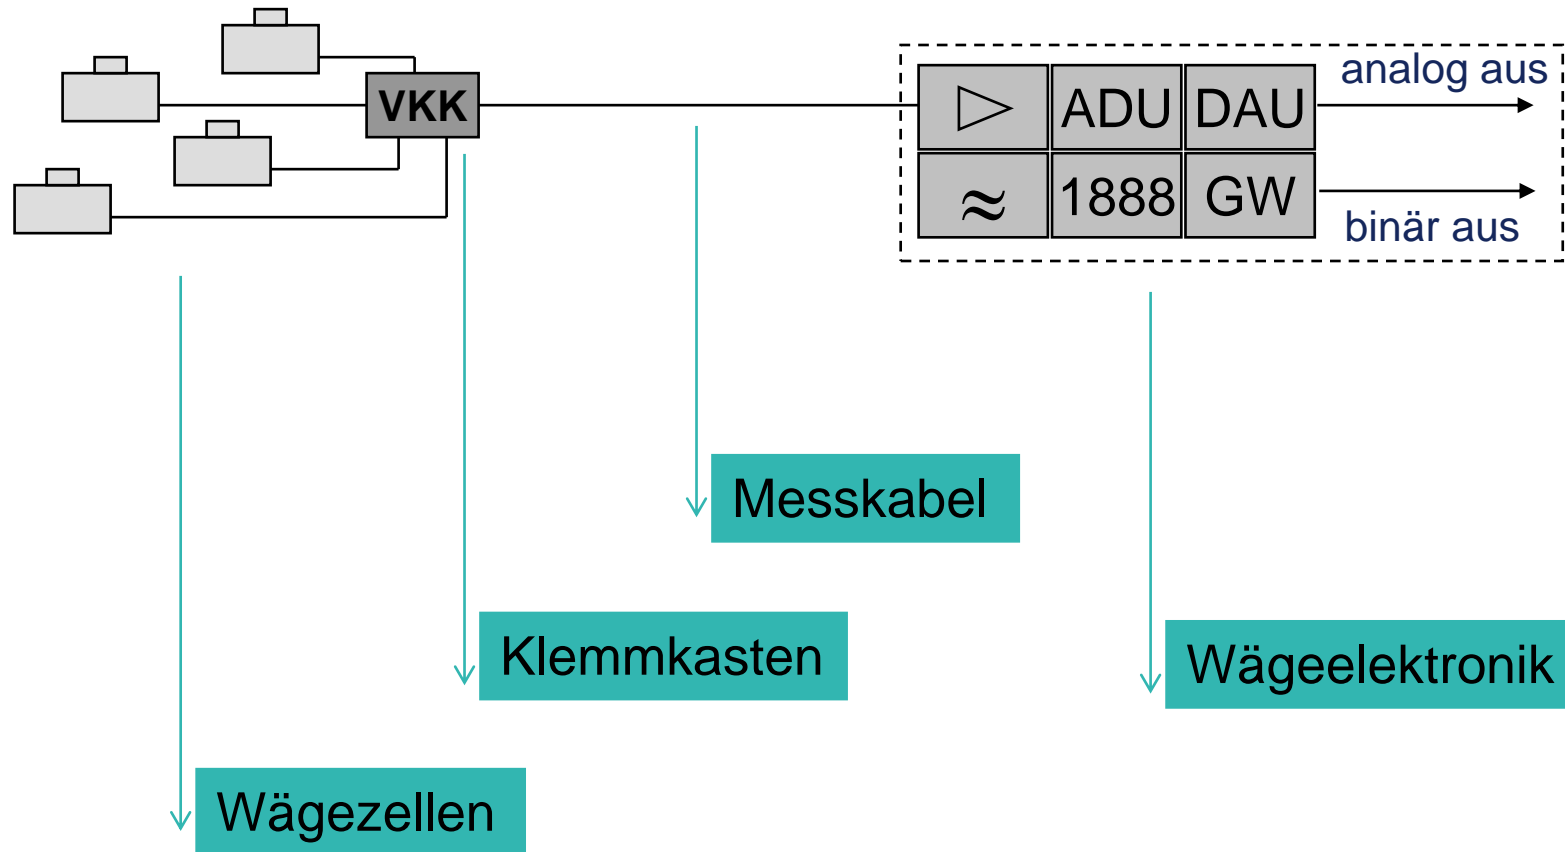 VKK
ADU DAU
≈ 1888 GW
analog aus
binär aus
Messkabel
Klemmkasten
Wägeelektronik
Wägezellen